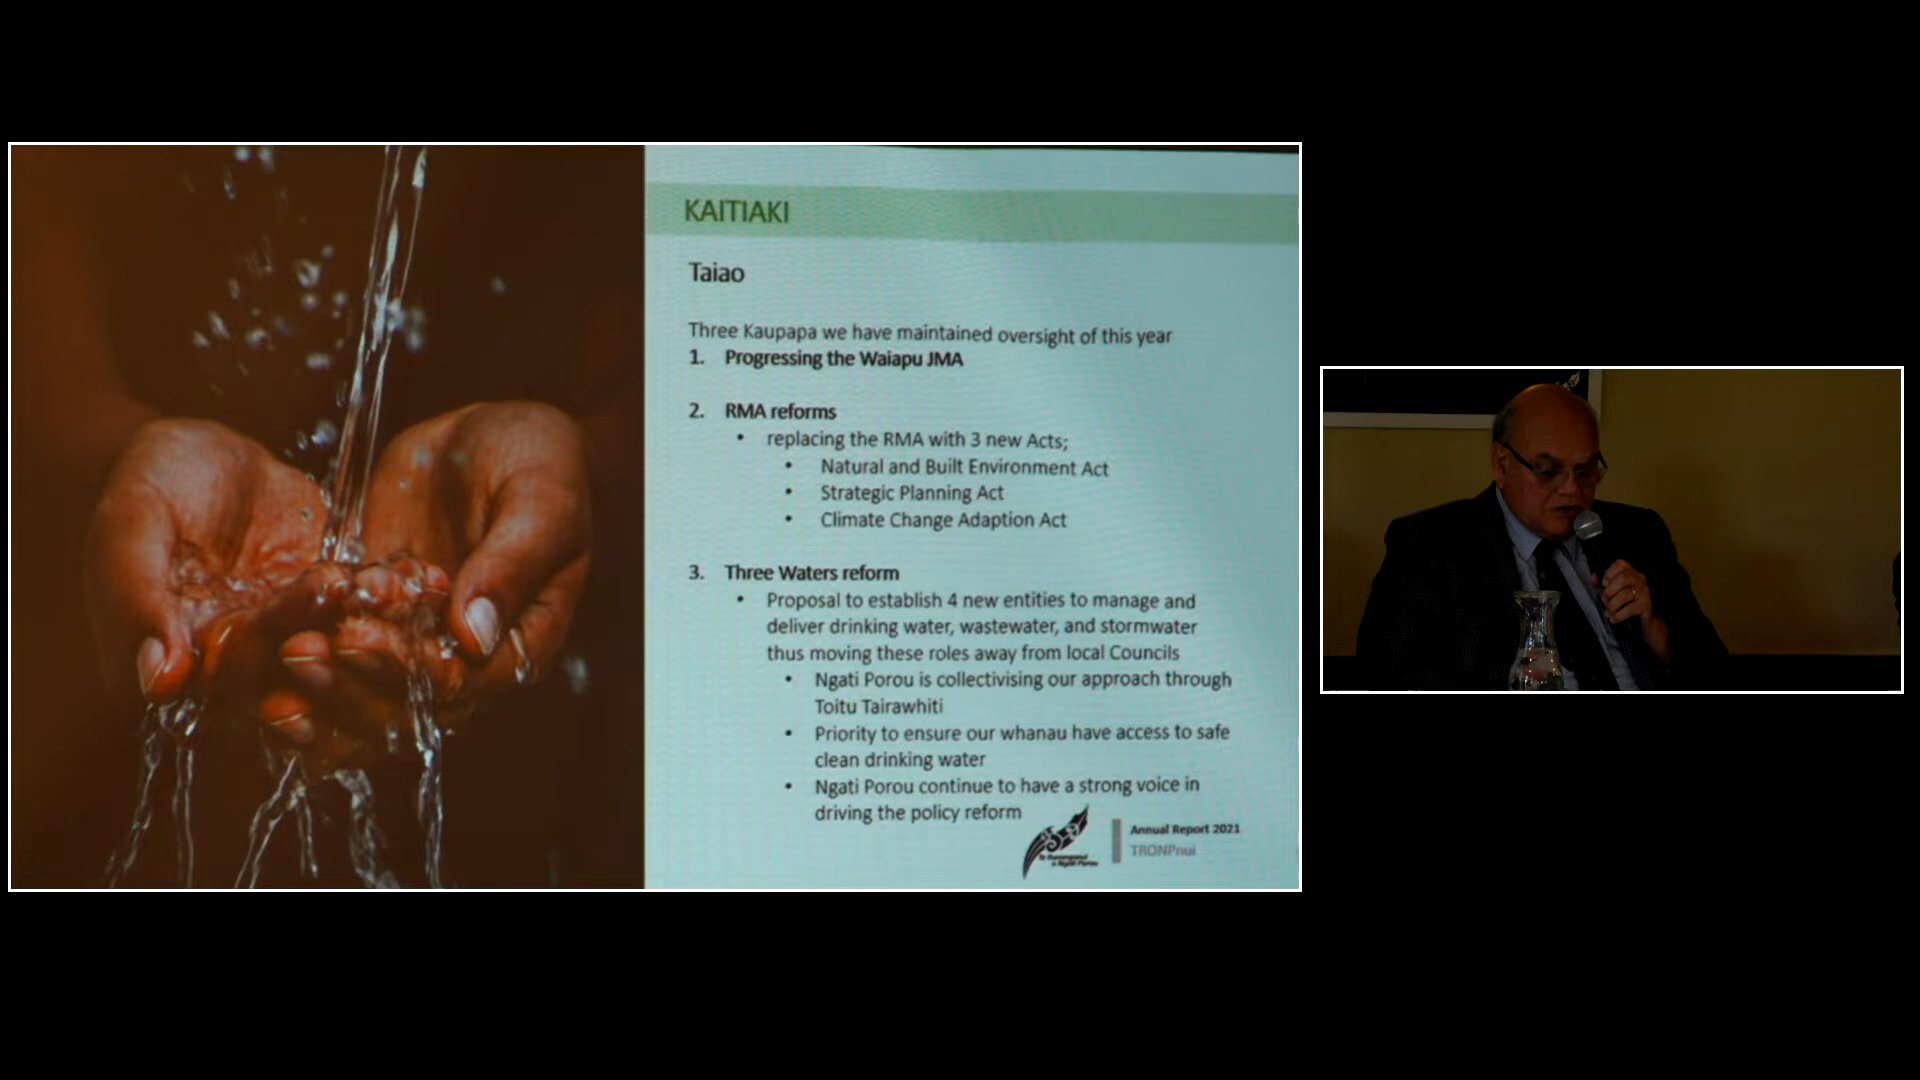 KAITIAKI
Taiao
Three Kaupapa we have maintained oversight of this year
1. Progressing the Waiapu JMA
2. RMA reforms
• replacing the RMA with 3 new Acts;
• Natural and Built Environment Act
• Strategic Planning Act
• Climate Change Adaption Act
3. Three Waters reform
• Proposal to establish 4 new entities to manage and
deliver drinking water, wastewater, and stormwater
thus moving these roles away from local Councils
• Ngati Porou is collectivising our approach through
Toitu Tairawhiti
• Priority to ensure our whanau have access to safe
clean drinking water
• Ngati Porou continue to have a strong voice in
driving the policy reform
Te Runanganui
o Ngati Porou
Annual Report 2021
TRONPnui